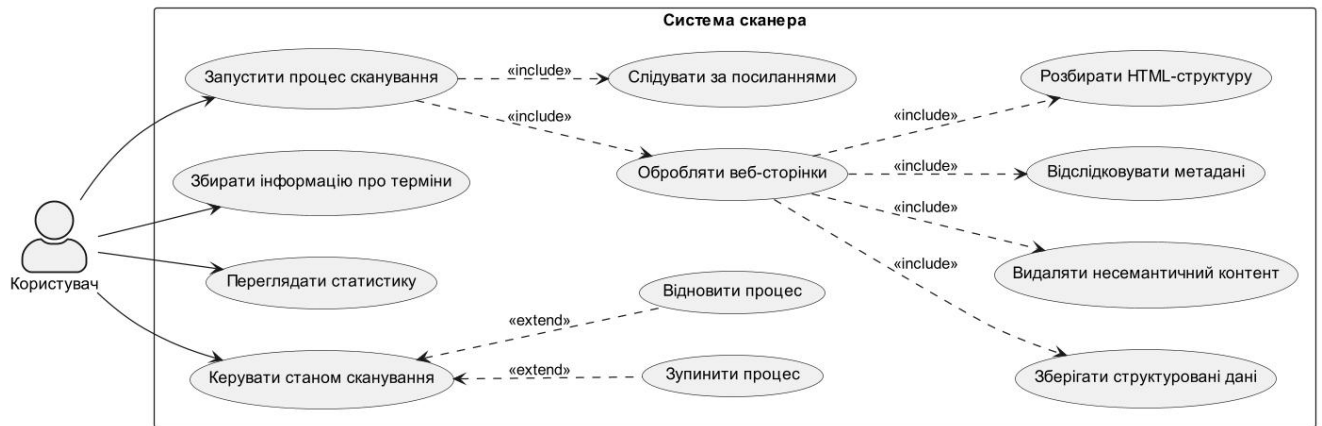 Система сканера
Запустити процес сканування
«include»
Слідувати за посиланнями
Розбирати HTML-структуру
«include»
«include»
Збирати інформацію про терміни
Обробляти веб-сторінки
«include»
Відслідковувати метадані
«include»
Користувач
Переглядати статистику
«include»
Видаляти несемантичний контент
Відновити процес
«extend»
Керувати станом сканування
«extend»
Зупинити процес
Зберігати структуровані дані